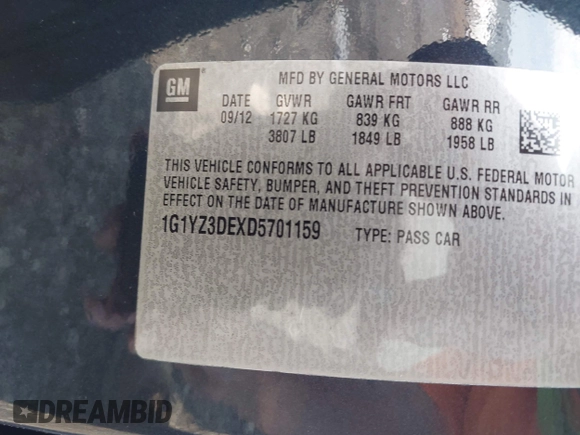 GM
MFD BY GENERAL MOTORS LLC
DATE GVWR GAWR FRT GAWR RR
09/12 1727 KG 839 KG 888 KG
3807 LB 1849 LB 1958 LB
THIS VEHICLE CONFORMS TO ALL APPLICABLE U.S. FEDERAL MOTOR
VEHICLE SAFETY, BUMPER, AND THEFT PREVENTION STANDARDS IN
EFFECT ON THE DATE OF MANUFACTURE SHOWN ABOVE.
1G1YZ3DEXD5701159 TYPE: PASS CAR
DREAMBID